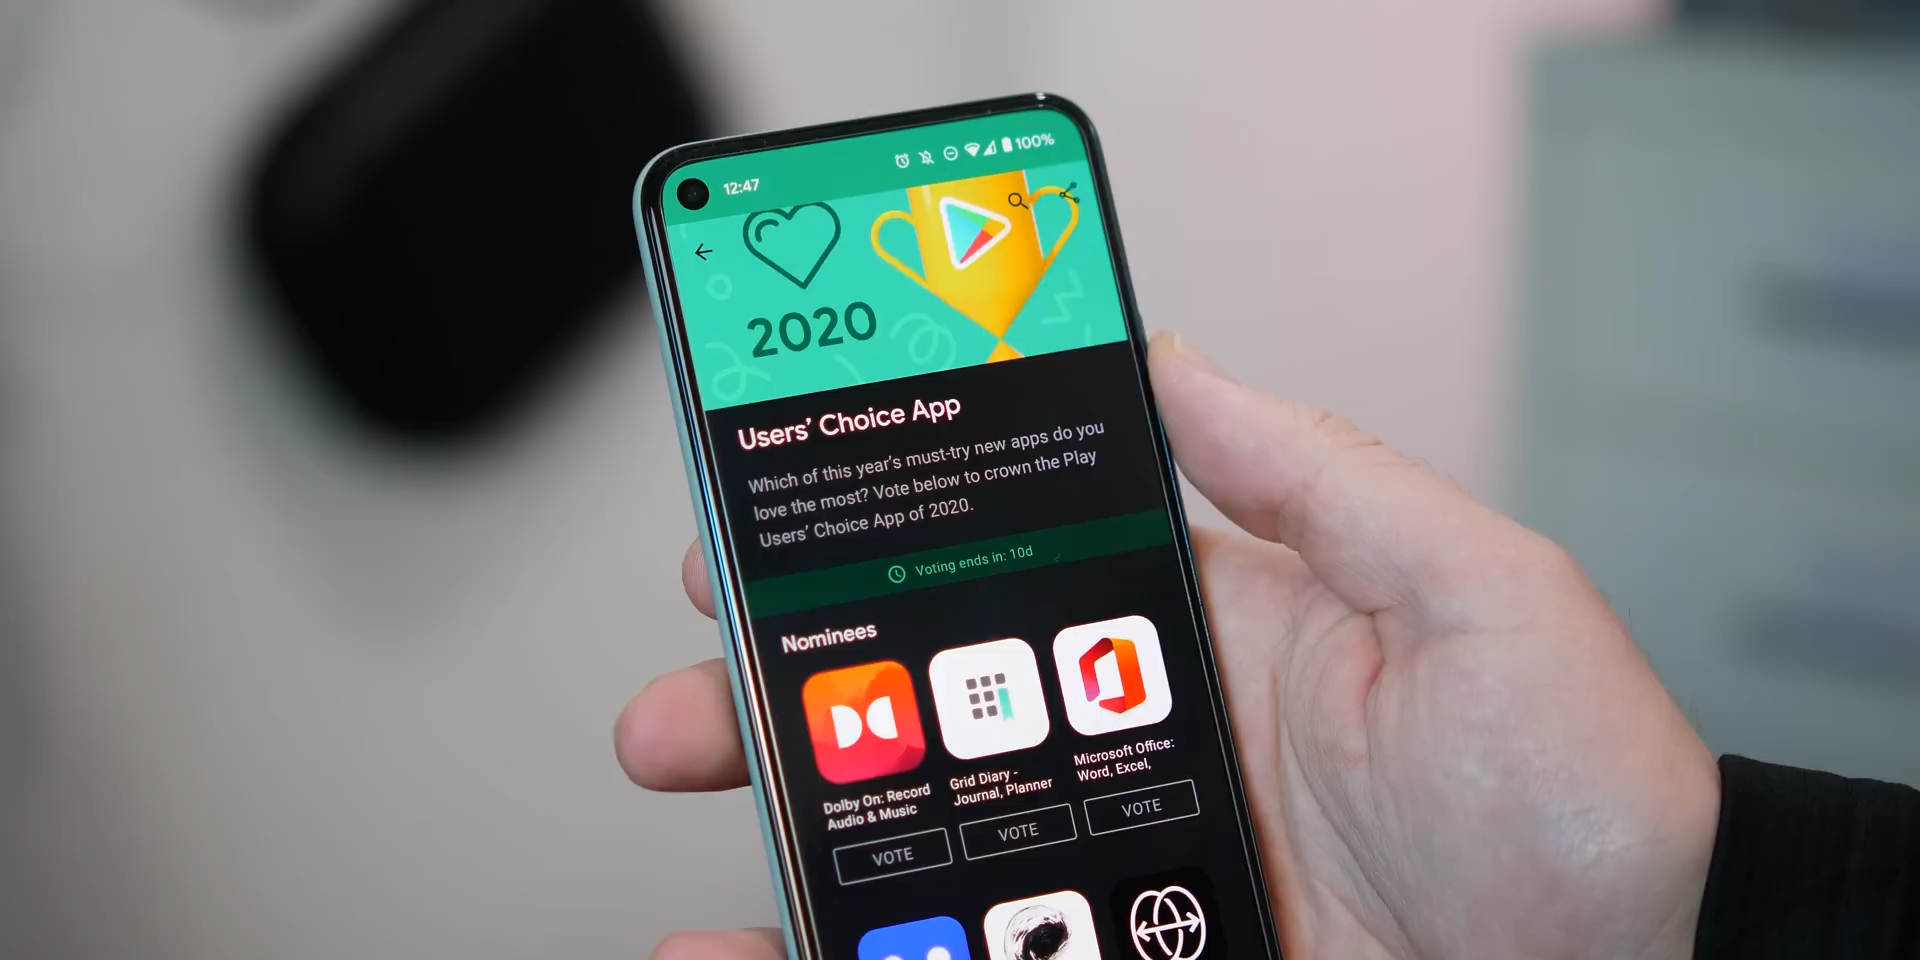 12:47
100%
2020
Users' Choice App
Which of this year's must-try new apps do you
love the most? Vote below to crown the Play
Users' Choice App of 2020.
Voting ends in: 10d
Nominees
Dolby On: Record
Audio & Music
VOTE
Grid Diary -
Journal, Planner
VOTE
Microsoft Office:
Word, Excel,
VOTE